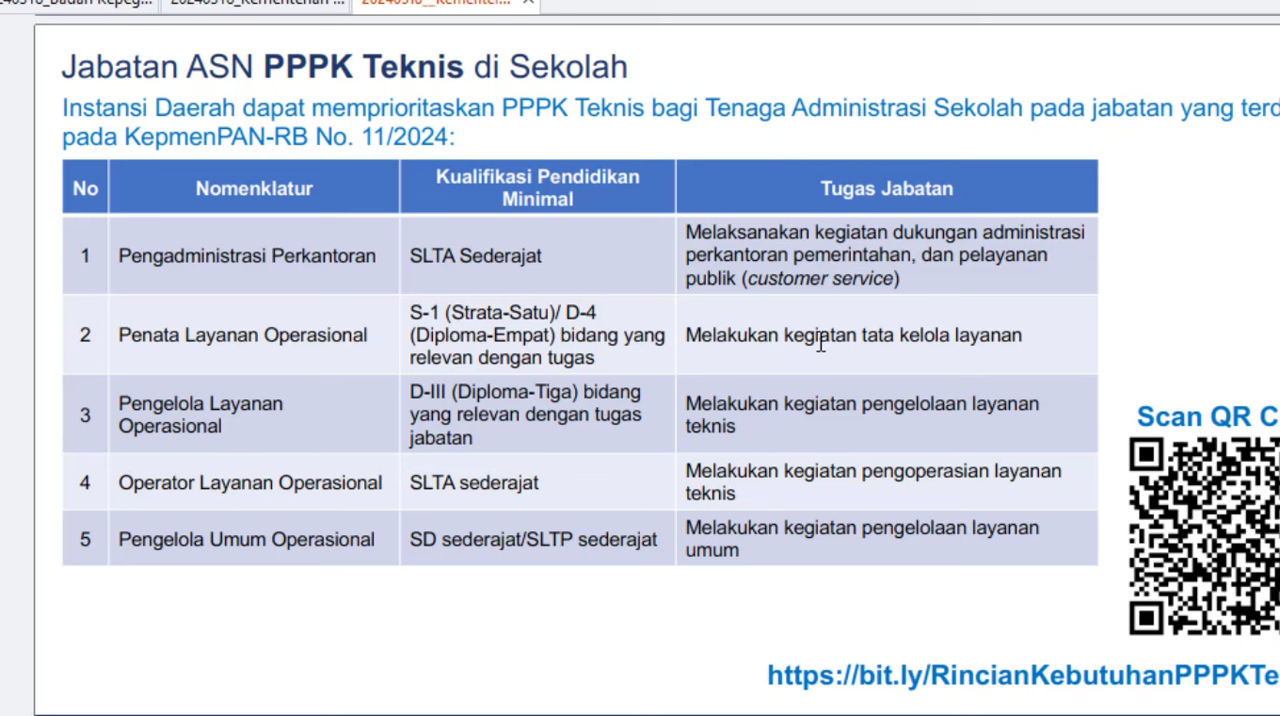 Jabatan ASN PPPK Teknis di Sekolah
Instansi Daerah dapat memprioritaskan PPPK Teknis bagi Tenaga Administrasi Sekolah pada jabatan yang
pada KepmenPAN-RB No. 11/2024:
No Nomenklatur Kualifikasi Pendidikan Minimal Tugas Jabatan
1 Pengadministrasi Perkantoran SLTA Sederajat Melaksanakan kegiatan dukungan administrasi perkantoran pemerintahan, dan pelayanan publik (customer service)
2 Penata Layanan Operasional S-1 (Strata-Satu)/ D-4 (Diploma-Empat) bidang yang relevan dengan tugas Melakukan kegiatan tata kelola layanan
3 Pengelola Layanan Operasional D-III (Diploma-Tiga) bidang yang relevan dengan tugas jabatan Melakukan kegiatan pengelolaan layanan teknis
4 Operator Layanan Operasional SLTA sederajat Melakukan kegiatan pengoperasian layanan teknis
5 Pengelola Umum Operasional SD sederajat/SLTP sederajat Melakukan kegiatan pengelolaan layanan umum
Scan QR C
https://bit.ly/RincianKebutuhanPPPKTe